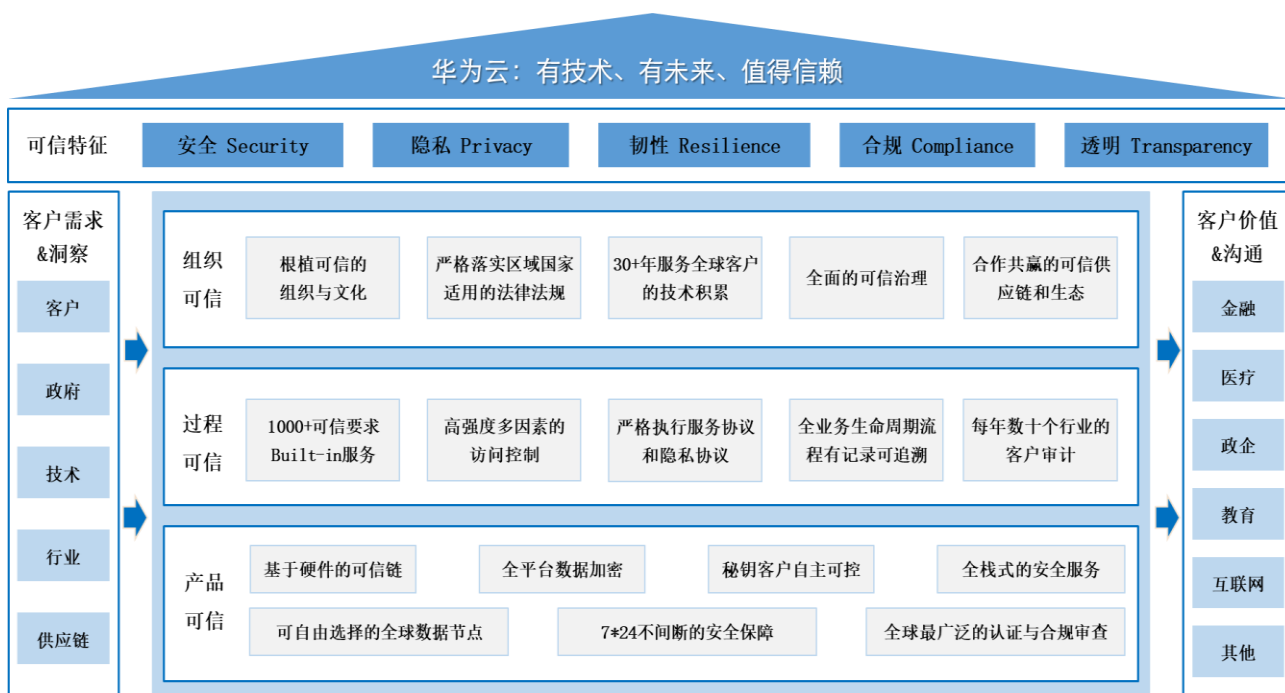 华为云：有技术、有未来、值得信赖
可信特征
安全 Security
隐私 Privacy
韧性 Resilience
合规 Compliance
透明 Transparency
客户需求
&洞察
客户
政府
技术
行业
供应链
组织
可信
根植可信的
组织与文化
严格落实区域国家
适用的法律法规
30+年服务全球客户
的技术积累
全面的可信治理
合作共赢的可信供
应链和生态
过程
可信
1000+可信要求
Built-in服务
高强度多因素的
访问控制
严格执行服务协议
和隐私协议
全业务生命周期流
程有记录可追溯
每年数十个行业的
客户审计
产品
可信
基于硬件的可信链
全平台数据加密
秘钥客户自主可控
全栈式的安全服务
可自由选择的全球数据节点
7*24不间断的安全保障
全球最广泛的认证与合规审查
客户价值
&沟通
金融
医疗
政企
教育
互联网
其他